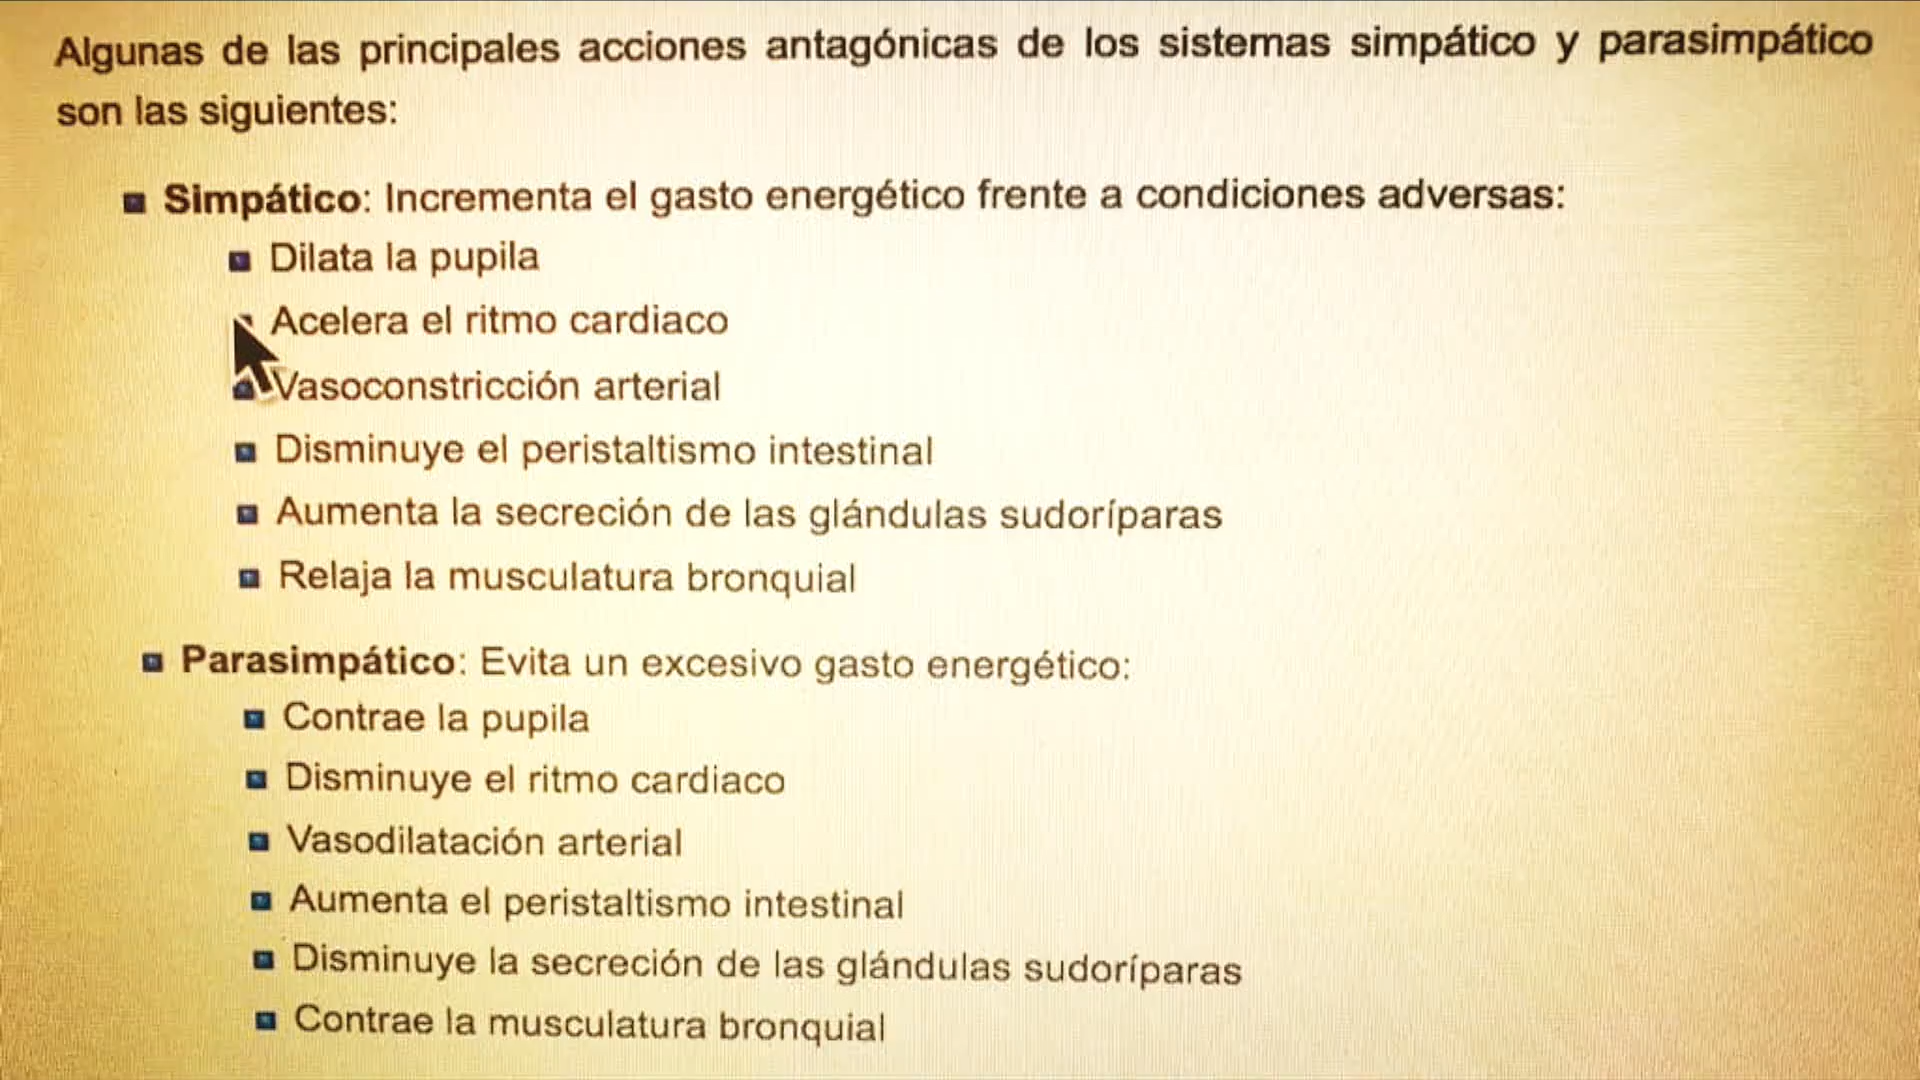 Algunas de las principales acciones antagónicas de los sistemas simpático y parasimpático
son las siguientes:
Simpático: Incrementa el gasto energético frente a condiciones adversas:
Dilata la pupila
Acelera el ritmo cardiaco
Vasoconstricción arterial
Disminuye el peristaltismo intestinal
Aumenta la secreción de las glándulas sudoríparas
Relaja la musculatura bronquial
Parasimpático: Evita un excesivo gasto energético:
Contrae la pupila
Disminuye el ritmo cardiaco
Vasodilatación arterial
Aumenta el peristaltismo intestinal
Disminuye la secreción de las glándulas sudoríparas
Contrae la musculatura bronquial